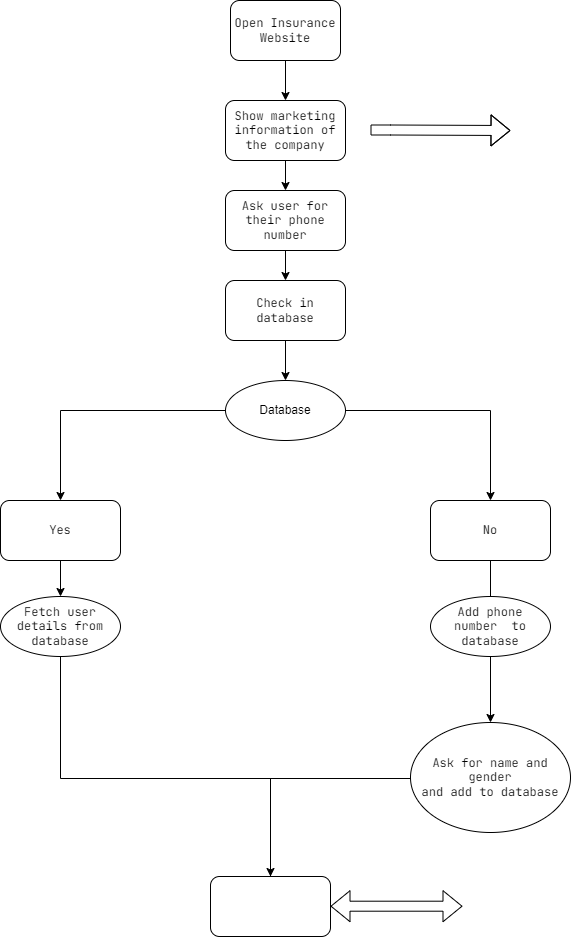 Open Insurance
Website
Show marketing
information of
the company
Ask user for
their phone
number
Check in
database
Database
Yes
No
Fetch user
details from
database
Add phone
number to
database
Ask for name and
gender
and add to database